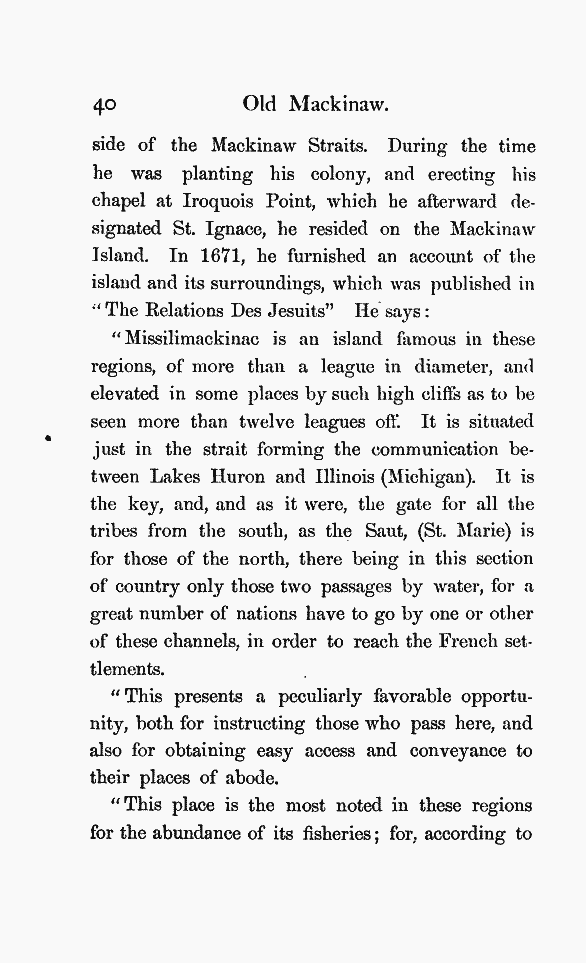 40 Old Mackinaw.
side of the Mackinaw Straits. During the time
he was planting his colony, and erecting his
chapel at Iroquois Point, which he afterward de-
signated St. Ignace, he resided on the Mackinaw
Island. In 1671, he furnished an account of the
island and its surroundings, which was published in
“The Relations Des Jesuits” He says:
“Missilimackinac is an island famous in these
regions, of more than a league in diameter, and
elevated in some places by such high cliffs as to be
seen more than twelve leagues off. It is situated
just in the strait forming the communication be-
tween Lakes Huron and Illinois (Michigan). It is
the key, and, and as it were, the gate for all the
tribes from the south, as the Saut, (St. Marie) is
for those of the north, there being in this section
of country only those two passages by water, for a
great number of nations have to go by one or other
of these channels, in order to reach the French set-
tlements.
“This presents a peculiarly favorable opportu-
nity, both for instructing those who pass here, and
also for obtaining easy access and conveyance to
their places of abode.
“This place is the most noted in these regions
for the abundance of its fisheries; for, according to